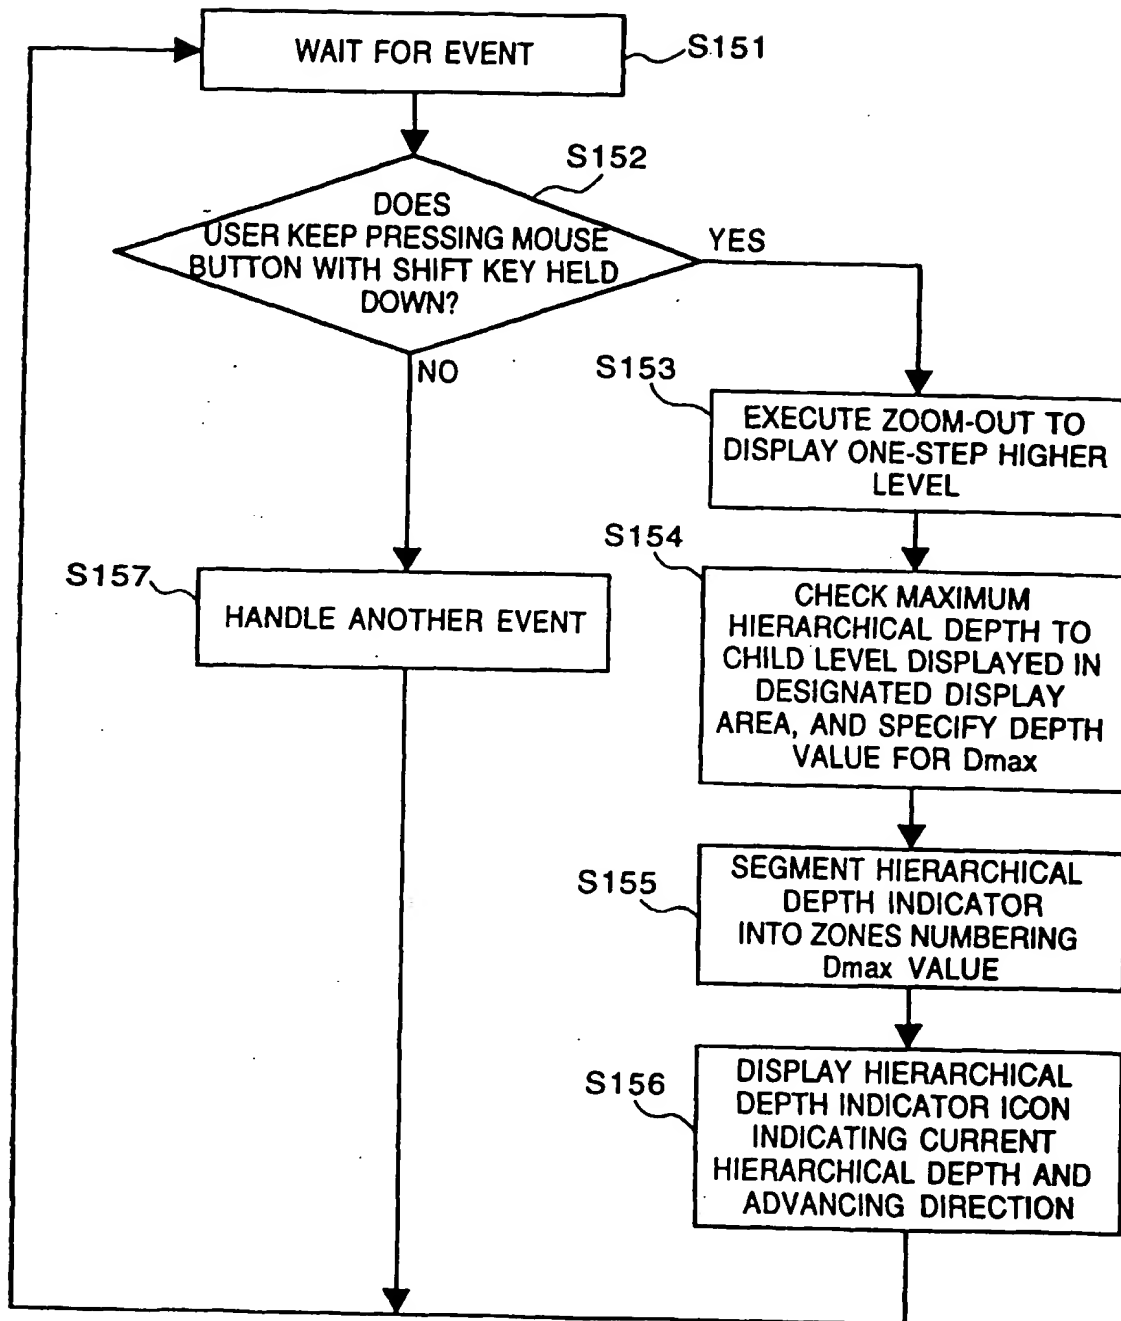 WAIT FOR EVENT
S151
S152
DOES
USER KEEP PRESSING MOUSE
BUTTON WITH SHIFT KEY HELD
DOWN?
YES
NO
S153
EXECUTE ZOOM-OUT TO
DISPLAY ONE-STEP HIGHER
LEVEL
S154
CHECK MAXIMUM
HIERARCHICAL DEPTH TO
CHILD LEVEL DISPLAYED IN
DESIGNATED DISPLAY
AREA, AND SPECIFY DEPTH
VALUE FOR Dmax
S157
HANDLE ANOTHER EVENT
S155
SEGMENT HIERARCHICAL
DEPTH INDICATOR
INTO ZONES NUMBERING
Dmax VALUE
S156
DISPLAY HIERARCHICAL
DEPTH INDICATOR ICON
INDICATING CURRENT
HIERARCHICAL DEPTH AND
ADVANCING DIRECTION